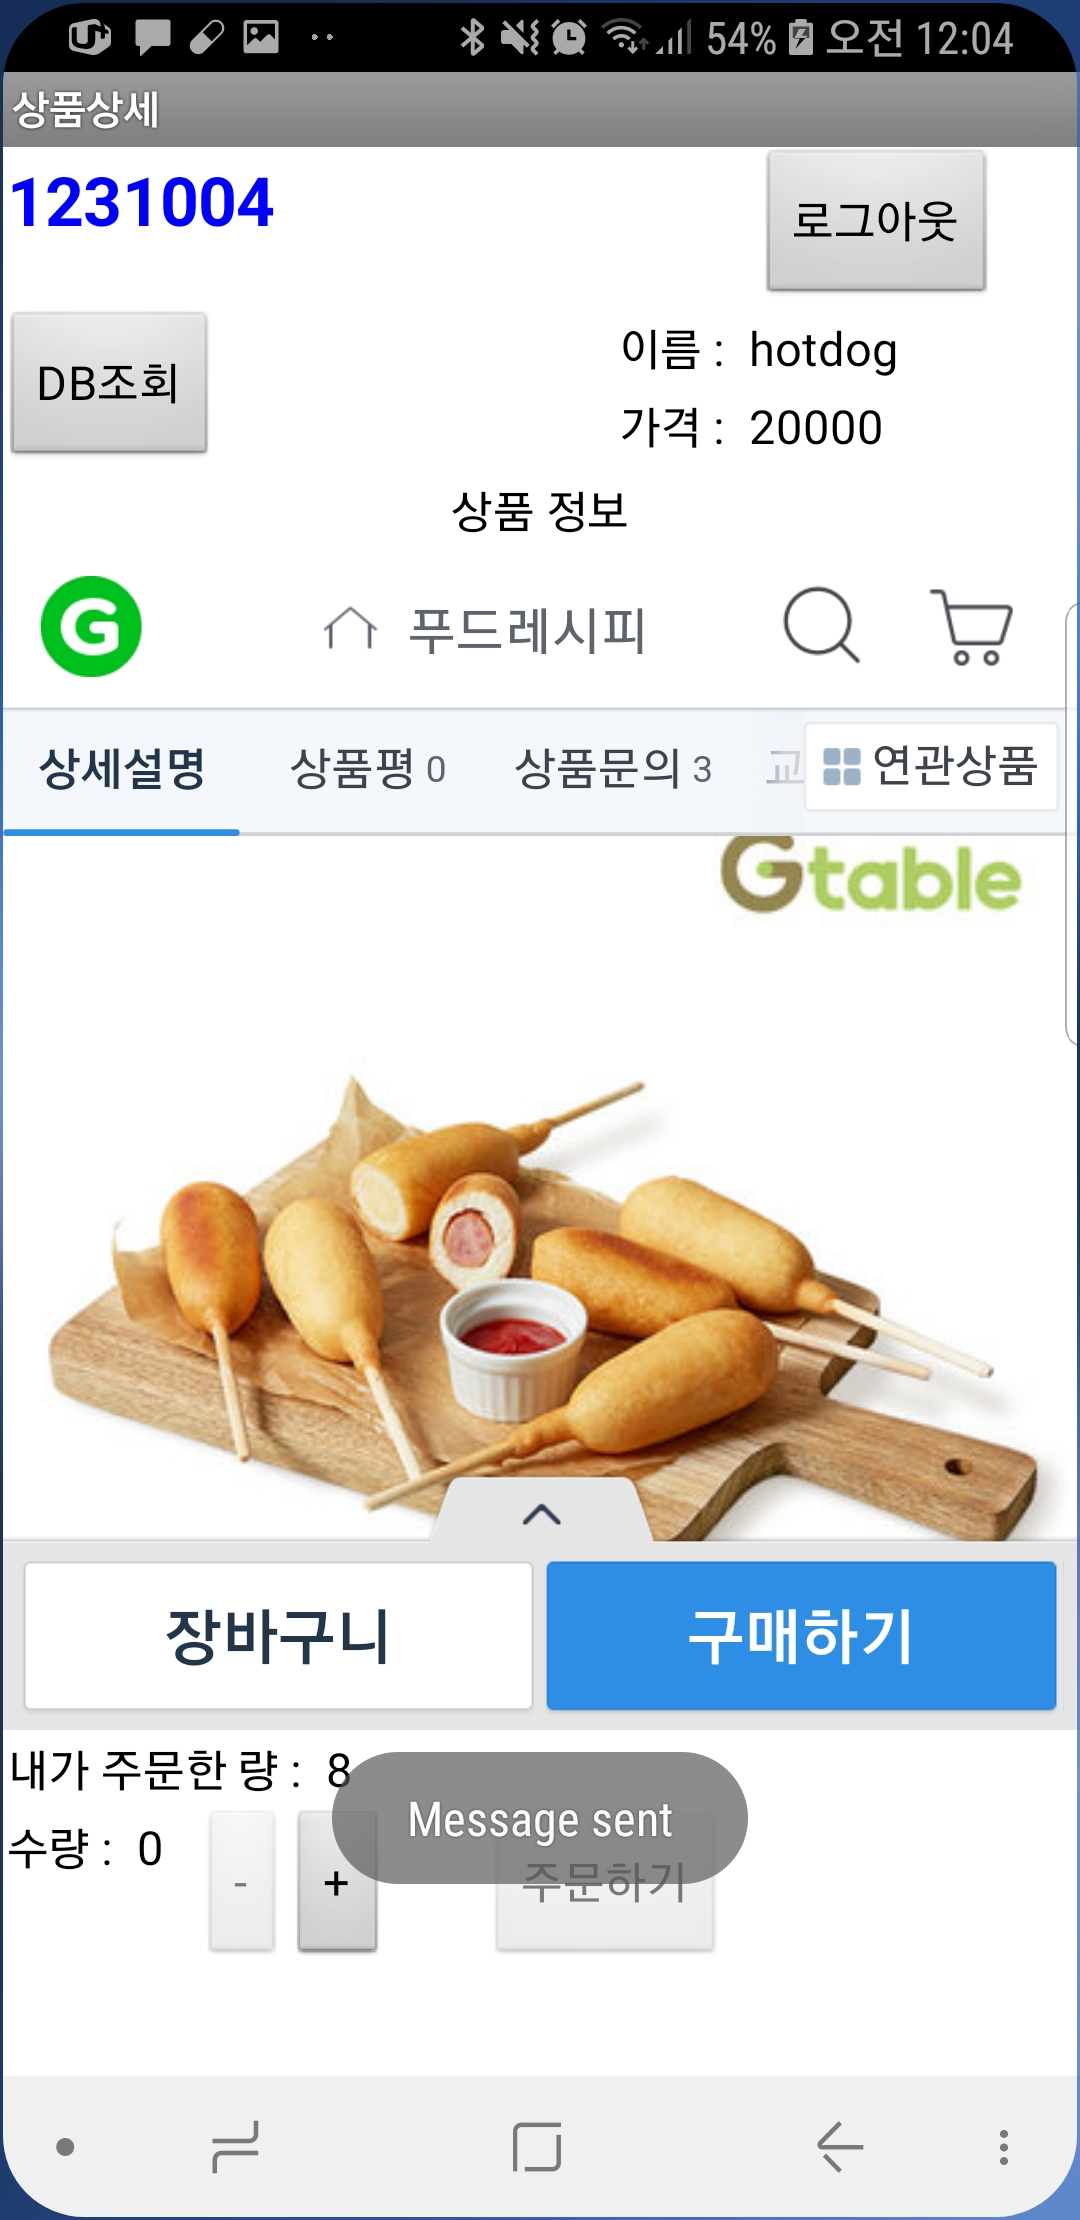 54% 오전 12:04
상품상세
1231004
로그아웃
DB조회
이름 : hotdog
가격 : 20000
상품 정보
G
푸드레시피
상세설명
상품평 0
상품문의 3
교
연관상품
Gtable
장바구니
구매하기
내가 주문한 량 : 8
Message sent
수량 : 0
-
+
주문하기